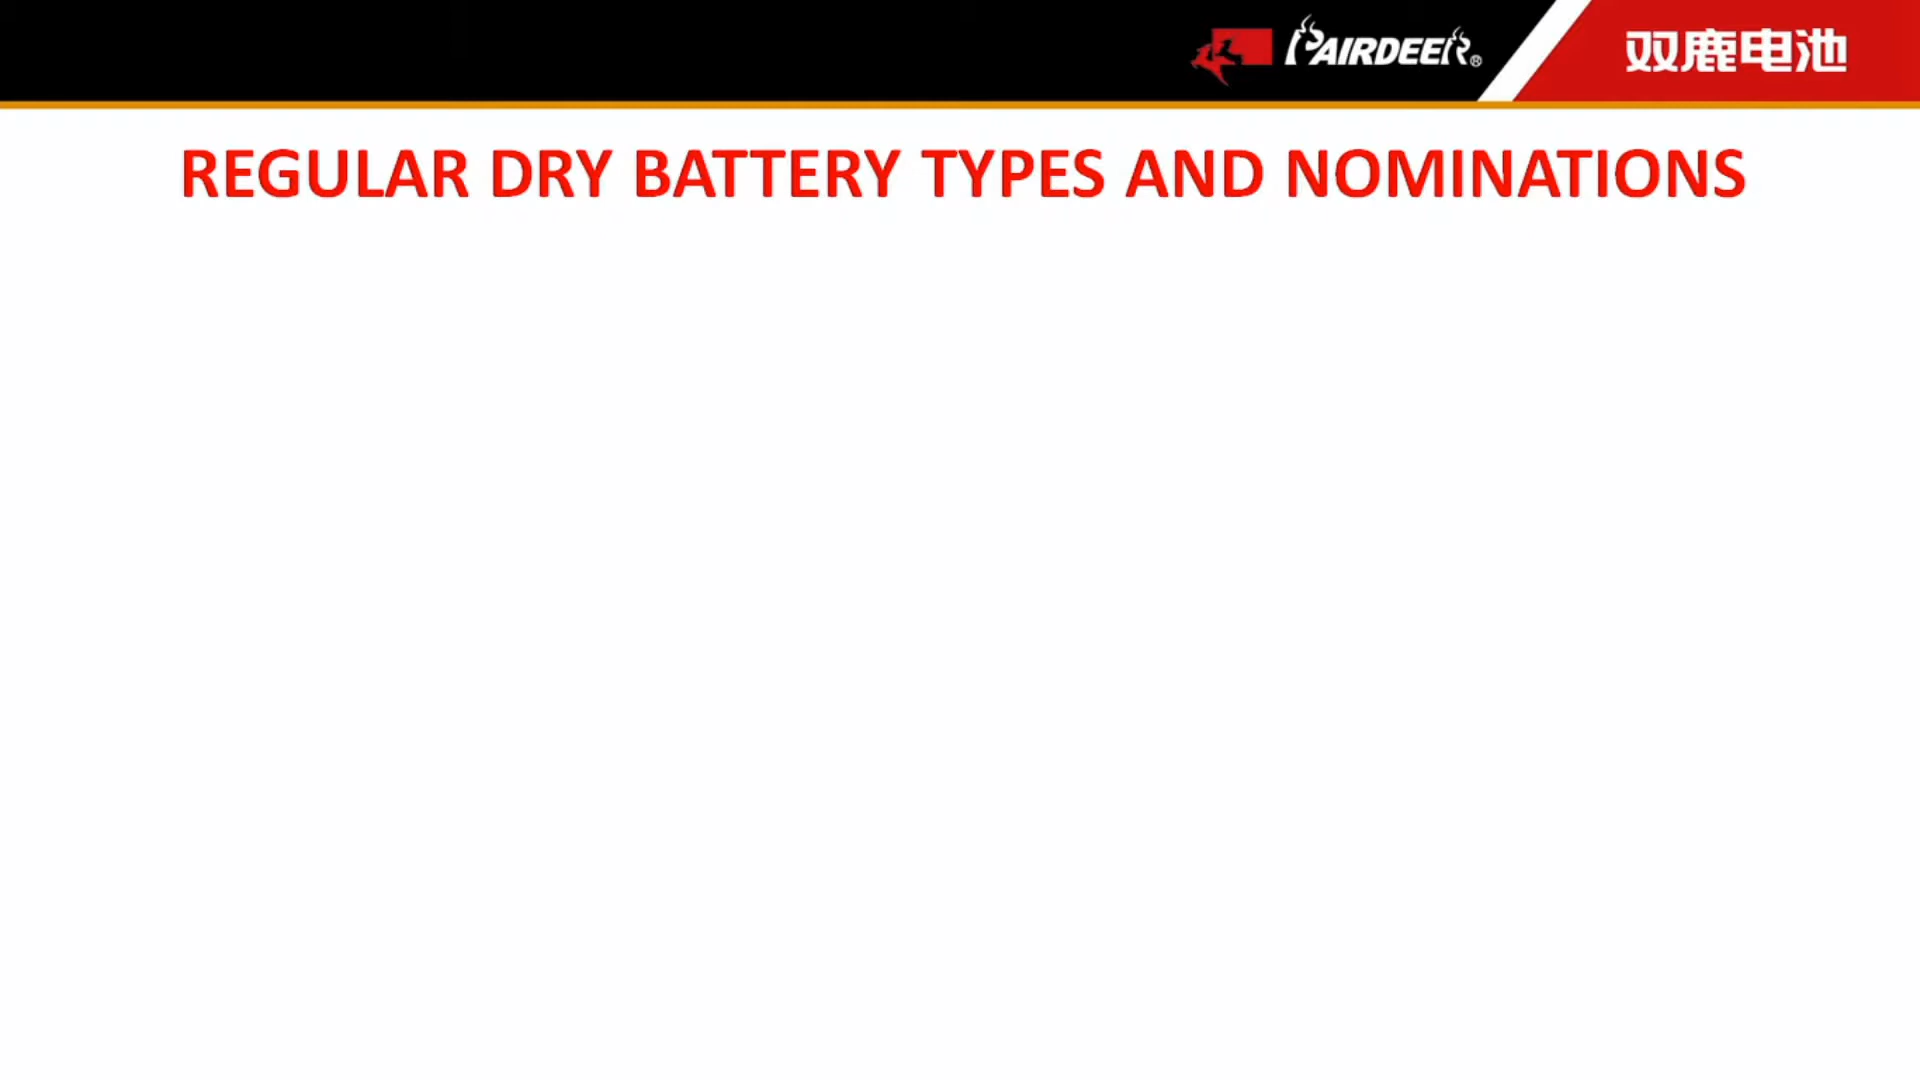 PAIRDEER®
双鹿电池
REGULAR DRY BATTERY TYPES AND NOMINATIONS